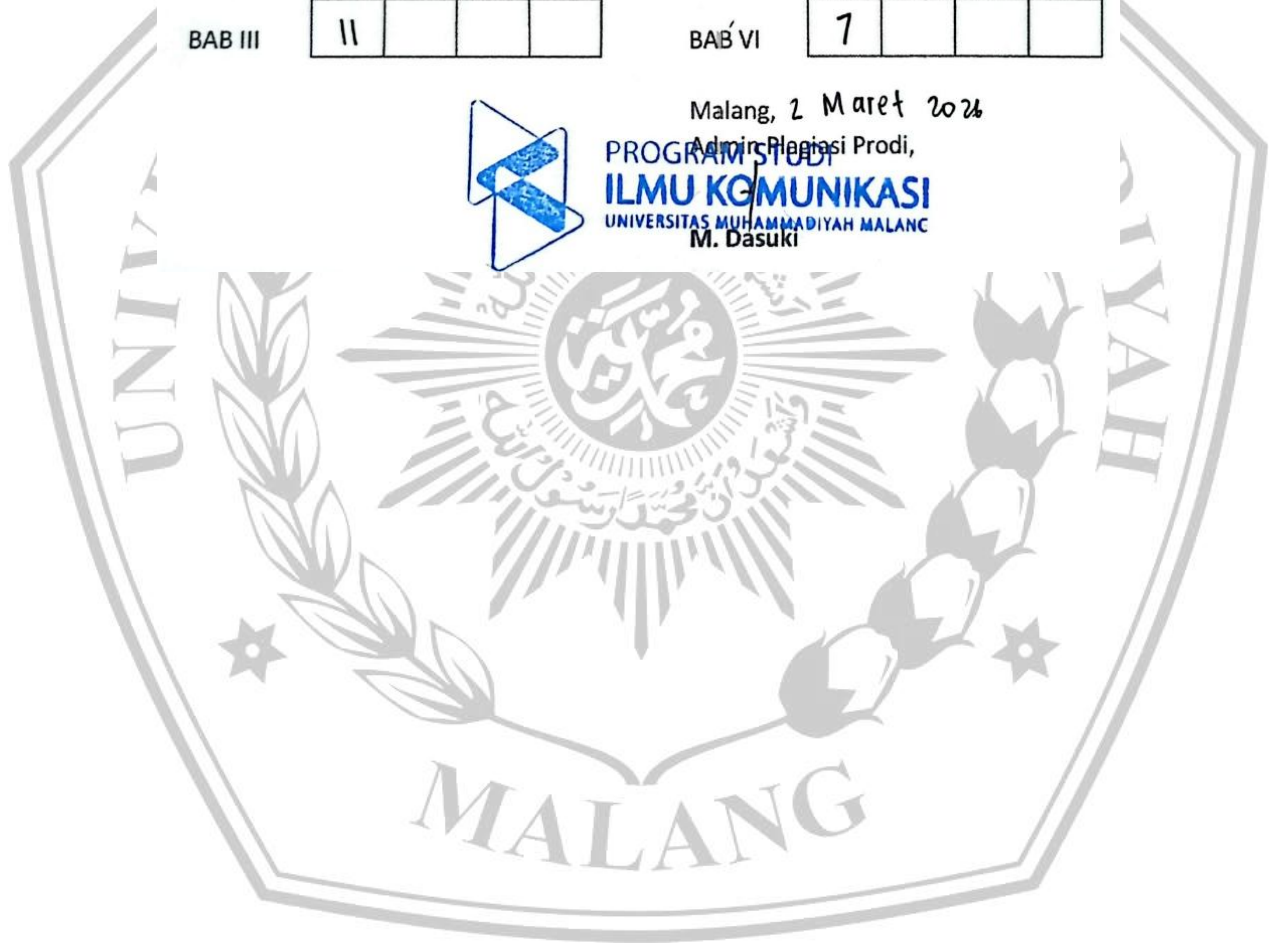 BAB III 11 BAB VI 7
Malang, 2 Maret 2026
Admin Plagiasi Prodi,
PROGRAM STUDI
ILMU KOMUNIKASI
UNIVERSITAS MUHAMMADIYAH MALANG
M. Dasuki
محمد
MALANG